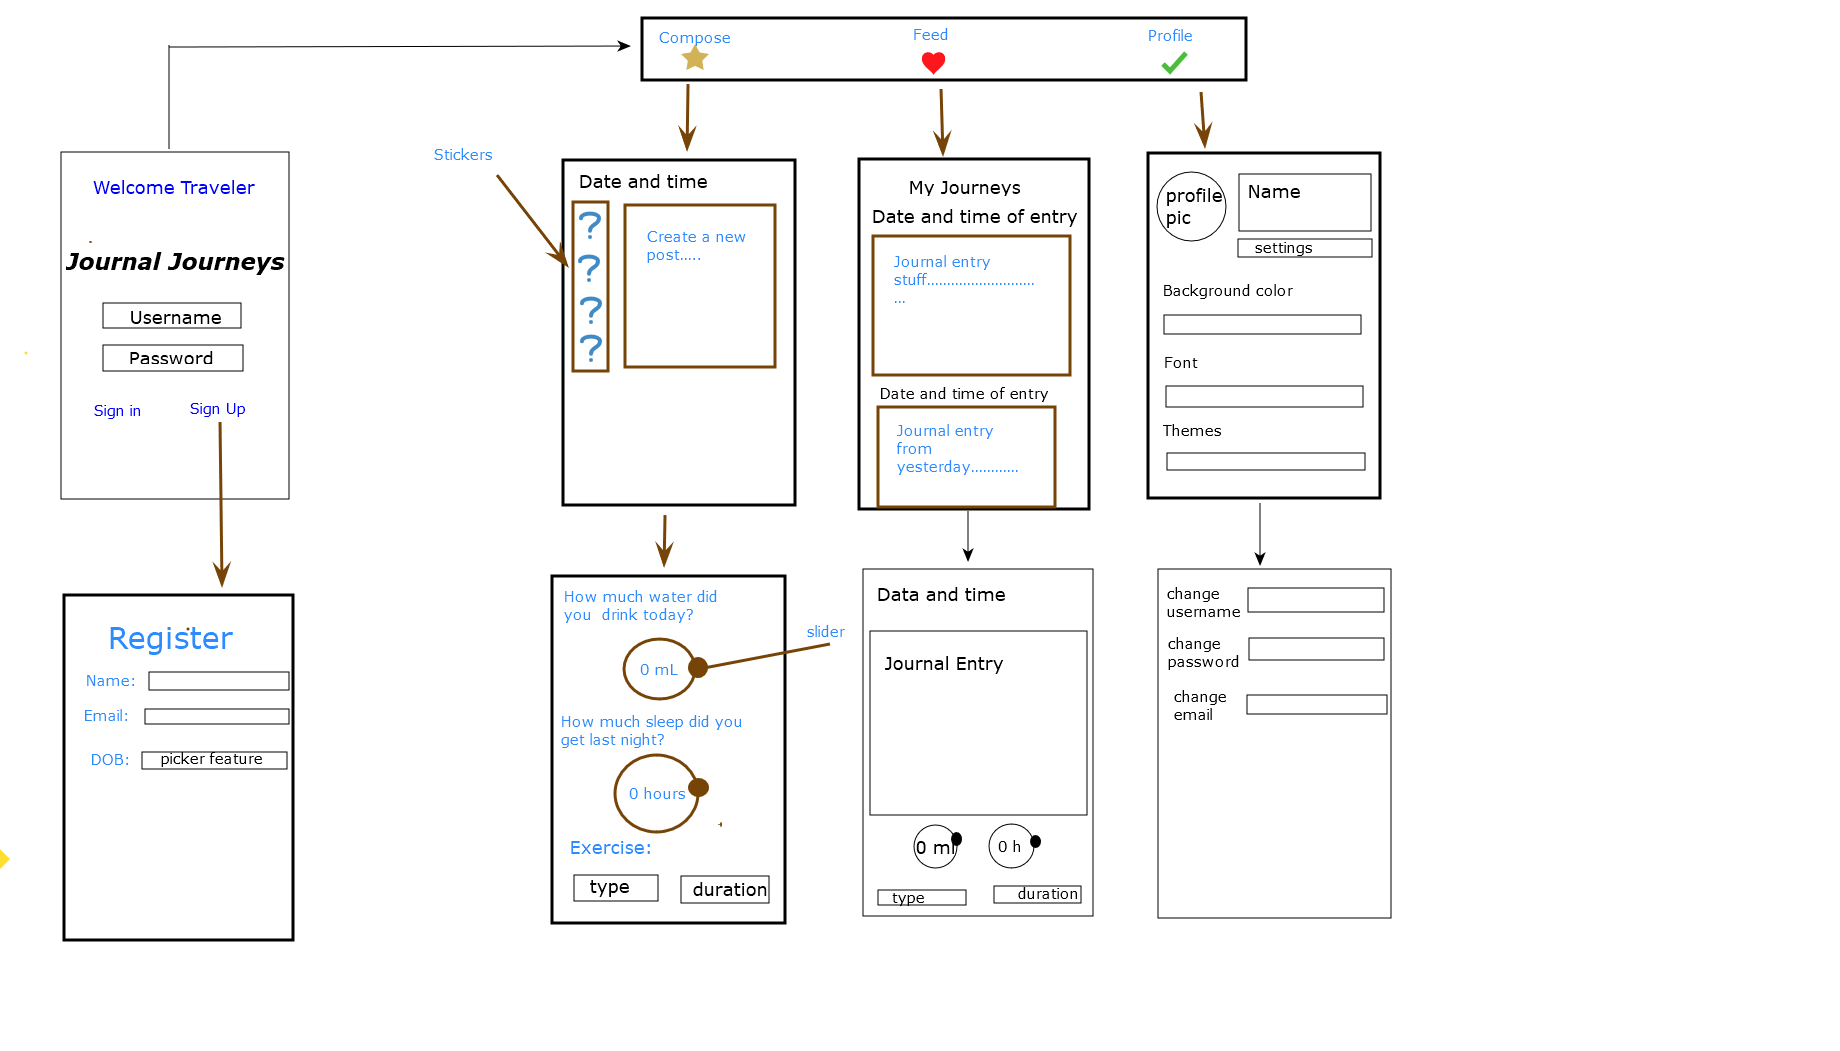 Compose
Feed
Profile
Welcome Traveler
Journal Journeys
Username
Password
Sign in
Sign Up
Register
Name:
Email:
DOB:
picker feature
Stickers
Date and time
?
?
?
?
Create a new
post.....
How much water did
you  drink today?
0 mL
slider
How much sleep did you
get last night?
0 hours
Exercise:
type
duration
My Journeys
Date and time of entry
Journal entry
stuff...........................
...
Date and time of entry
Journal entry
from
yesterday............
Data and time
Journal Entry
0 ml
0 h
type
duration
profile
pic
Name
settings
Background color
Font
Themes
change
username
change
password
change
email